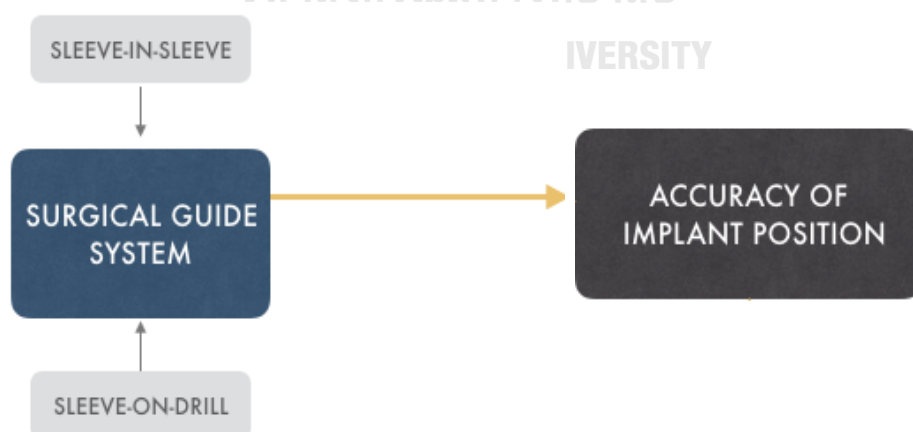 SLEEVE-IN-SLEEVE
IVERSITY
SURGICAL GUIDE
SYSTEM
ACCURACY OF
IMPLANT POSITION
SLEEVE-ON-DRILL